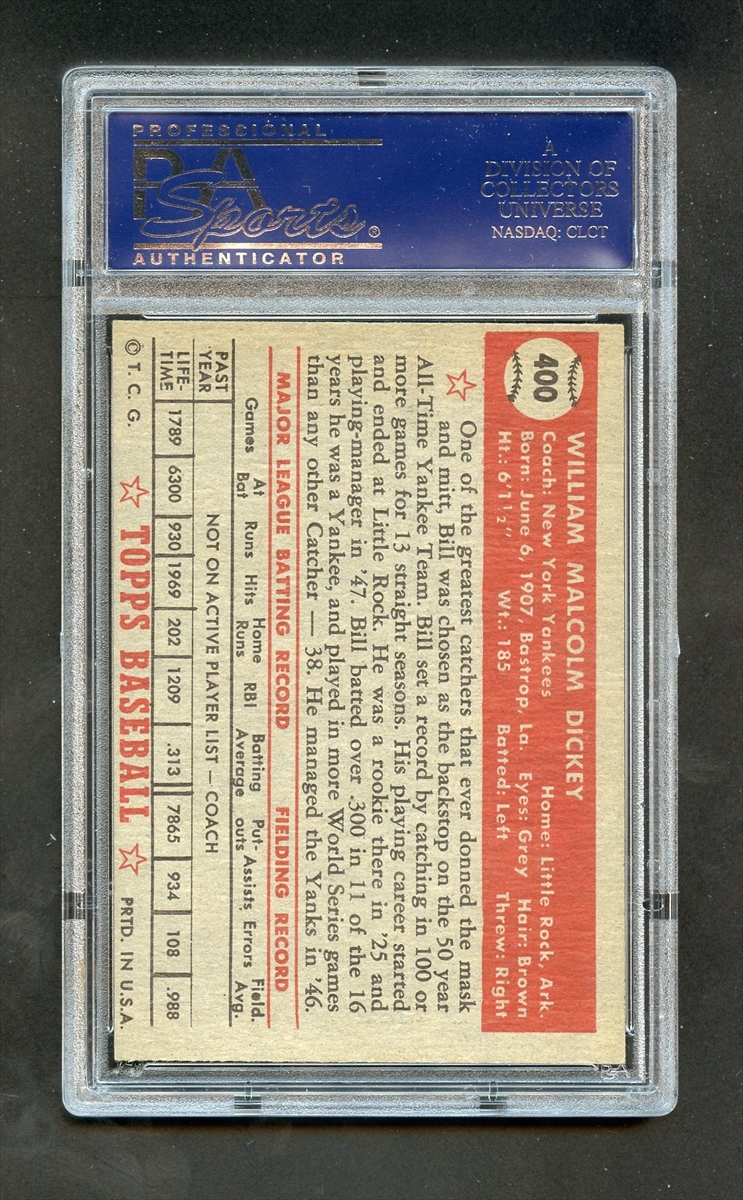 PROFESSIONAL
PSA
Sports®
AUTHENTICATOR
A
DIVISION OF
COLLECTORS
UNIVERSE
NASDAQ: CLCT
400
WILLIAM MALCOLM DICKEY
Coach: New York Yankees Home: Little Rock, Ark.
Born: June 6, 1907, Bastrop, La. Eyes: Grey Hair: Brown
Ht.: 6'1½" Wt.: 185 Batted: Left Threw: Right
One of the greatest catchers that ever donned the mask
and mitt, Bill was chosen as the backstop on the 50 year
All-Time Yankee Team. Bill set a record by catching in 100 or
more games for 13 straight seasons. His playing career started
and ended at Little Rock. He was a rookie there in '25 and
playing-manager in '47. Bill batted over .300 in 11 of the 16
years he was a Yankee, and played in more World Series games
than any other Catcher — 38. He managed the Yanks in '46.
MAJOR LEAGUE BATTING RECORD FIELDING RECORD
Games At Bat Runs Hits Home Runs RBI Batting Average Put-outs Assists Errors Field. Avg.
PAST YEAR NOT ON ACTIVE PLAYER LIST — COACH
LIFE-TIME 1789 6300 930 1969 202 1209 .313 7865 934 108 .988
© T. C. G. TOPPS BASEBALL PRTD. IN U.S.A.
PSA